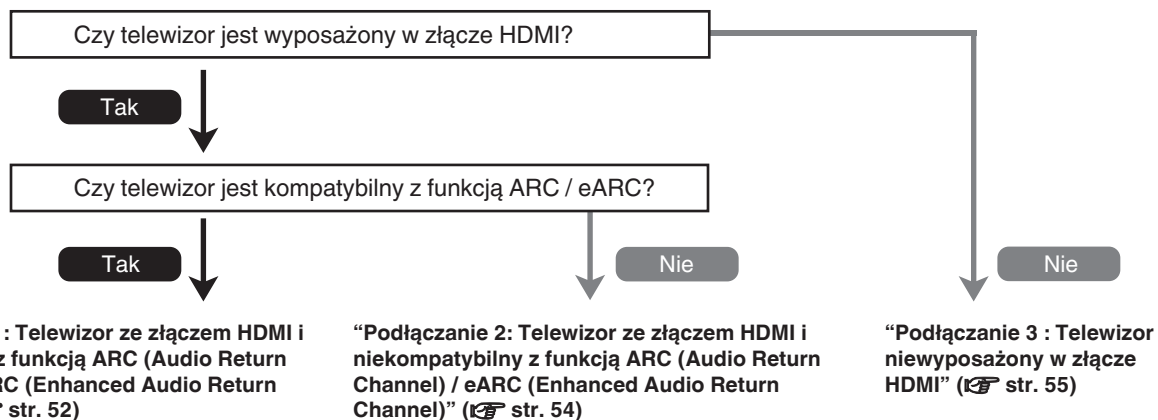 Czy telewizor jest wyposażony w złącze HDMI?
Tak
Czy telewizor jest kompatybilny z funkcją ARC / eARC?
Tak
Nie
Nie
: Telewizor ze złączem HDMI i
z funkcją ARC (Audio Return
(Enhanced Audio Return
str. 52)
“Podłączanie 2: Telewizor ze złączem HDMI i
niekompatybilny z funkcją ARC (Audio Return
Channel) / eARC (Enhanced Audio Return
Channel)” (☞ str. 54)
“Podłączanie 3 : Telewizor
niewyposażony w złącze
HDMI” (☞ str. 55)